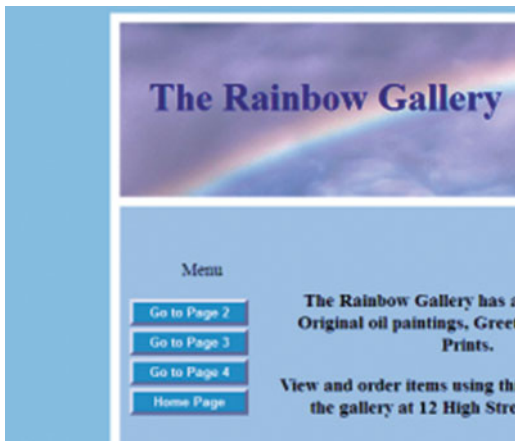 The Rainbow Gallery
Menu
Go to Page 2
Go to Page 3
Go to Page 4
Home Page
The Rainbow Gallery has a
Original oil paintings, Greet
Prints.
View and order items using th
the gallery at 12 High Stre